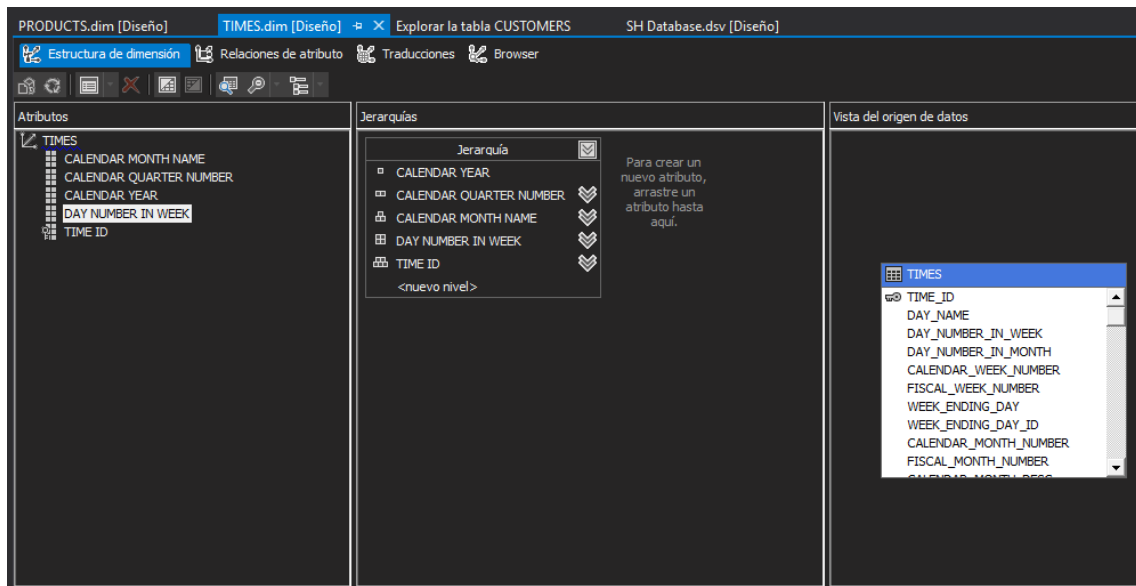 PRODUCTS.dim [Diseño] TIMES.dim [Diseño] Explorar la tabla CUSTOMERS SH Database.dsv [Diseño]
Estructura de dimensión Relaciones de atributo Traducciones Browser
Atributos
TIMES
CALENDAR MONTH NAME
CALENDAR QUARTER NUMBER
CALENDAR YEAR
DAY NUMBER IN WEEK
TIME ID
Jerarquías
Jerarquía
CALENDAR YEAR
CALENDAR QUARTER NUMBER
CALENDAR MONTH NAME
DAY NUMBER IN WEEK
TIME ID
<nuevo nivel>
Para crear un
nuevo atributo,
arrastre un
atributo hasta
aquí.
Vista del origen de datos
TIMES
TIME_ID
DAY_NAME
DAY_NUMBER_IN_WEEK
DAY_NUMBER_IN_MONTH
CALENDAR_WEEK_NUMBER
FISCAL_WEEK_NUMBER
WEEK_ENDING_DAY
WEEK_ENDING_DAY_ID
CALENDAR_MONTH_NUMBER
FISCAL_MONTH_NUMBER
CALENDAR_MONTH_DESC